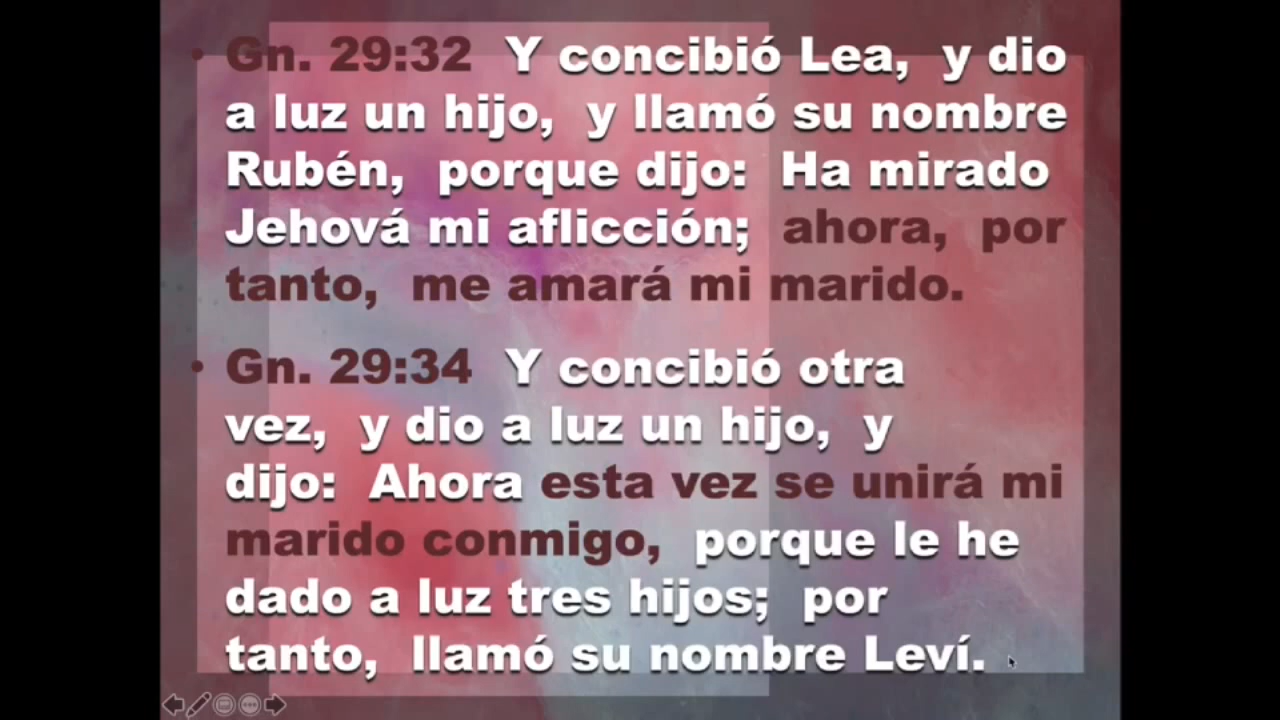 • Gn. 29:32 Y concibió Lea, y dio
a luz un hijo, y llamó su nombre
Rubén, porque dijo: Ha mirado
Jehová mi aflicción; ahora, por
tanto, me amará mi marido.
• Gn. 29:34 Y concibió otra
vez, y dio a luz un hijo, y
dijo: Ahora esta vez se unirá mi
marido conmigo, porque le he
dado a luz tres hijos; por
tanto, llamó su nombre Leví.